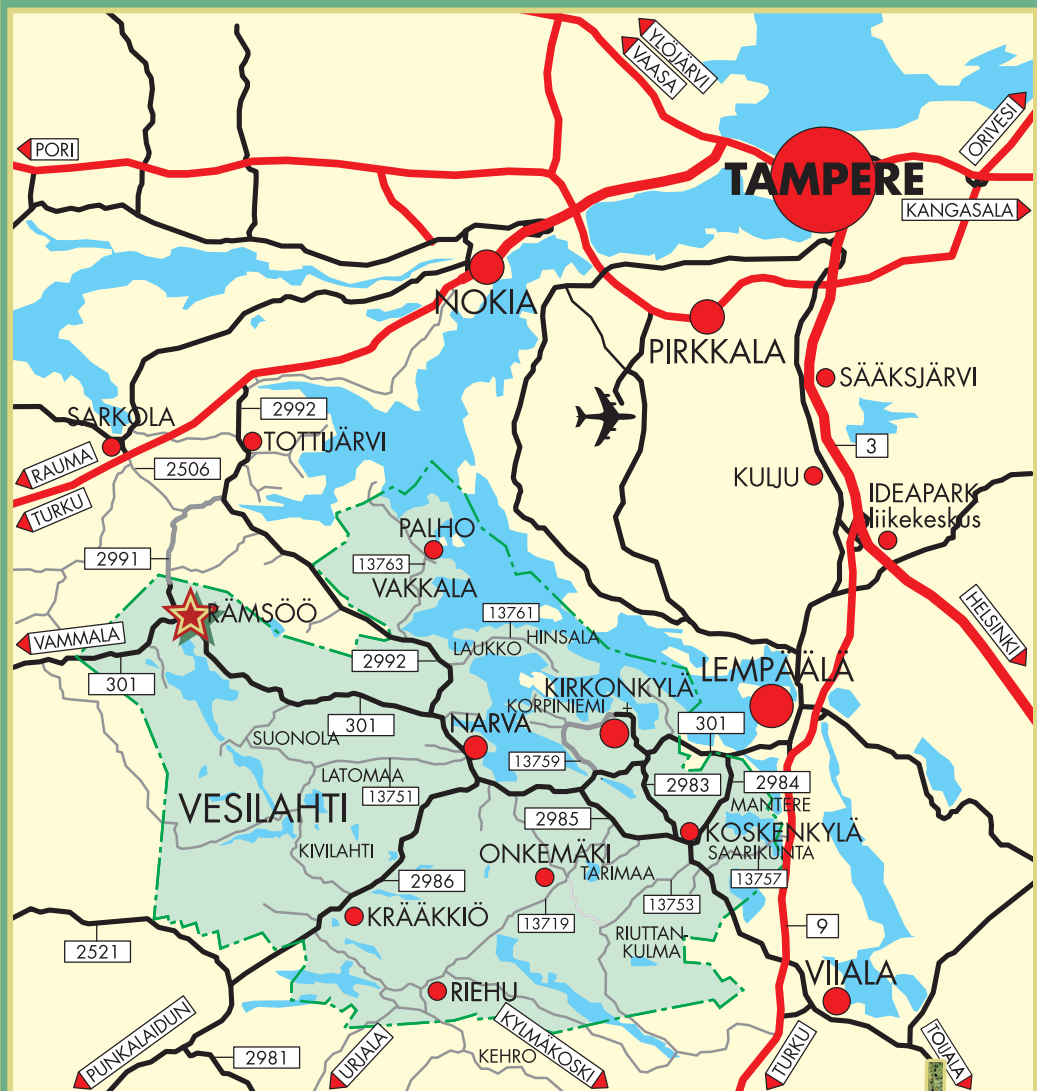 YLÖJÄRVI
VAASA
PORI
ORIVESI
TAMPERE
KANGASALA
NOKIA
PIRKKALA
SÄÄKSJÄRVI
2992
SARKOLA
TOTTIJÄRVI
3
RAUMA
2506
KULJU
IDEAPARK
liikekeskus
TURKU
PALHO
2991
13763
VAKKALA
RÄMSÖÖ
13761
HINSALA
HELSINKI
VAMMALA
LAUKKO
2992
LEMPÄÄLÄ
301
KIRKONKYLÄ
KORPINIEMI
301
301
NARVA
SUONOLA
13759
LATOMAA
13751
2983
2984
VESILAHTI
MANTERE
2985
KOSKENKYLÄ
KIVILAHTI
ONKEMÄKI
SAARIKUNTA
TARIMAA
2986
13757
13753
KRÄÄKKIÖ
13719
9
RIUTTAN-
KULMA
2521
VIIALA
RIEHU
PUNKALAIDUN
URJALA
KYLMÄKOSKI
TURKU
TOIJALA
2981
KEHRO